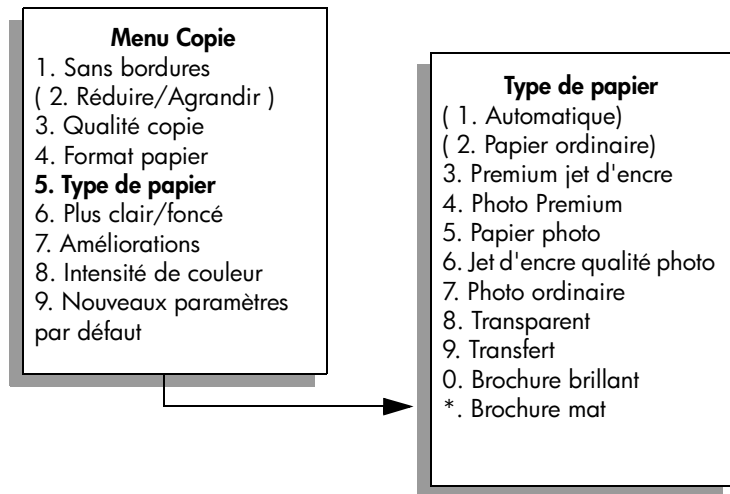 Menu Copie
1. Sans bordures
( 2. Réduire/Agrandir )
3. Qualité copie
4. Format papier
5. Type de papier
6. Plus clair/foncé
7. Améliorations
8. Intensité de couleur
9. Nouveaux paramètres
par défaut
Type de papier
( 1. Automatique)
( 2. Papier ordinaire)
3. Premium jet d'encre
4. Photo Premium
5. Papier photo
6. Jet d'encre qualité photo
7. Photo ordinaire
8. Transparent
9. Transfert
0. Brochure brillant
*. Brochure mat